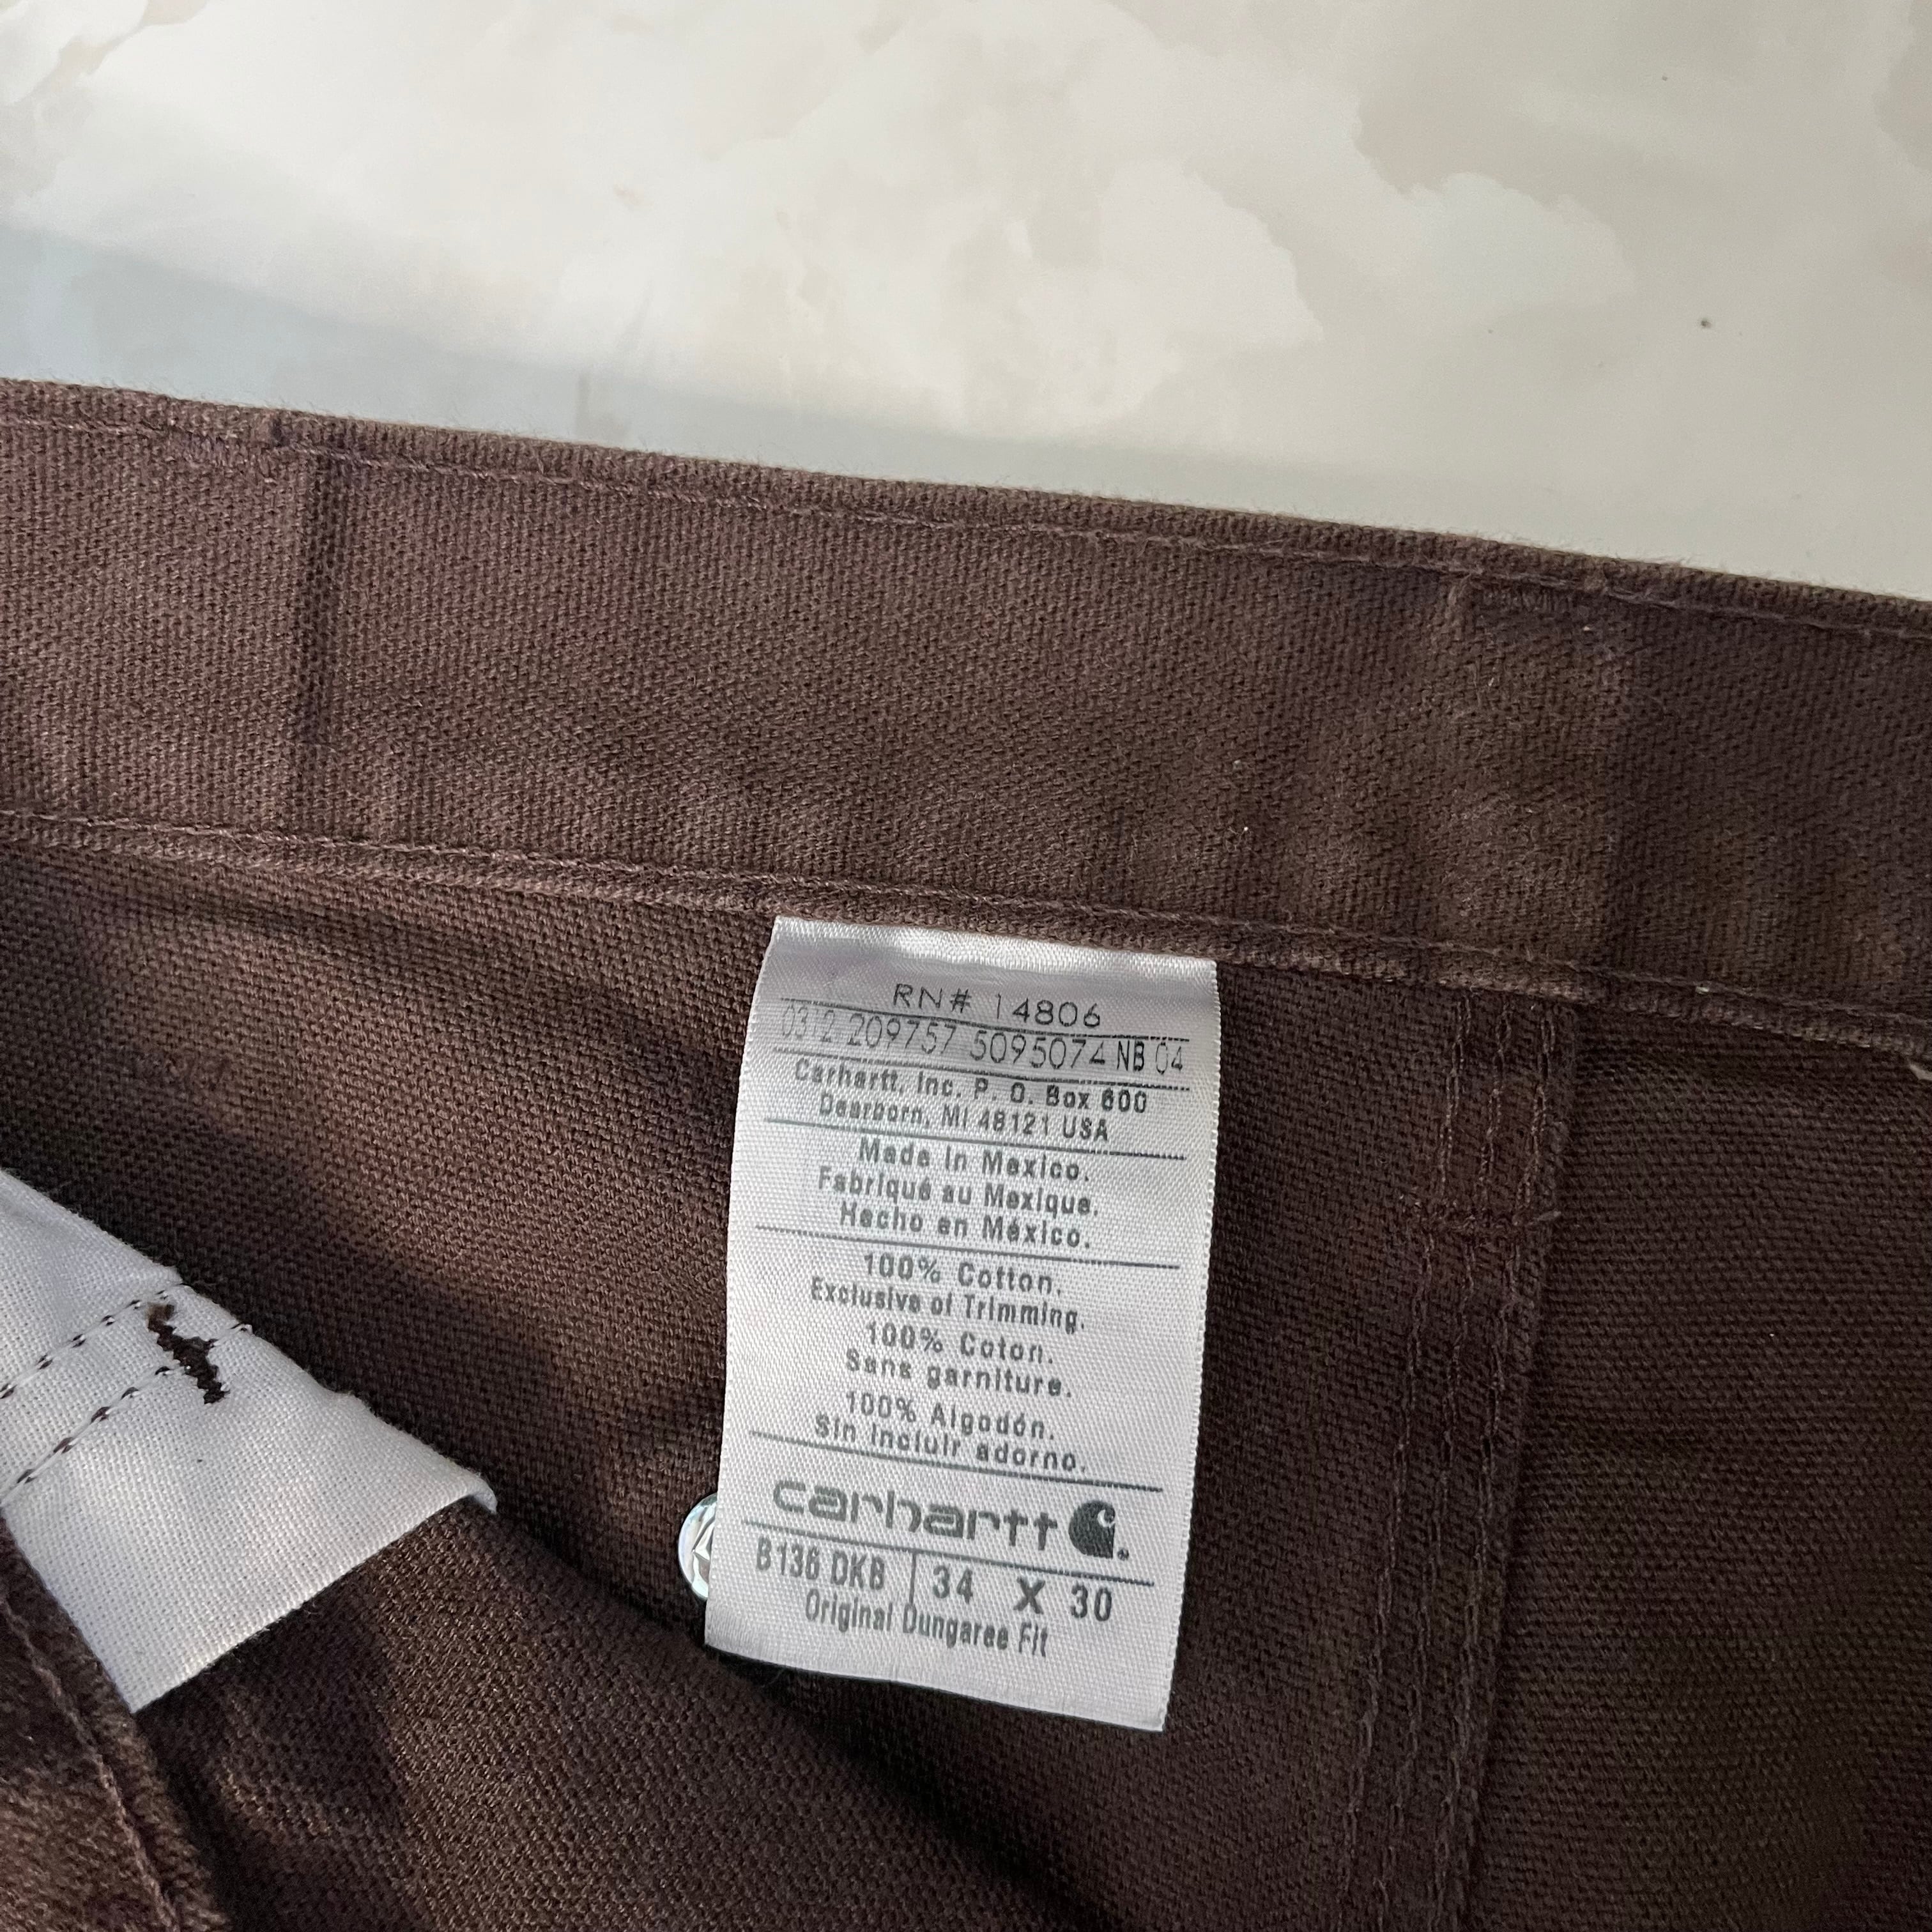 RN# 14806
0312 209757 5095074 NB 04
Carhartt, Inc. P. O. Box 600
Dearborn, MI 48121 USA
Made in Mexico.
Fabriqué au Mexique.
Hecho en México.
100% Cotton.
Exclusive of Trimming.
100% Coton.
Sans garniture.
100% Algodón.
Sin incluir adorno.
carhartt
B136 DKB 34 X 30
Original Dungaree Fit